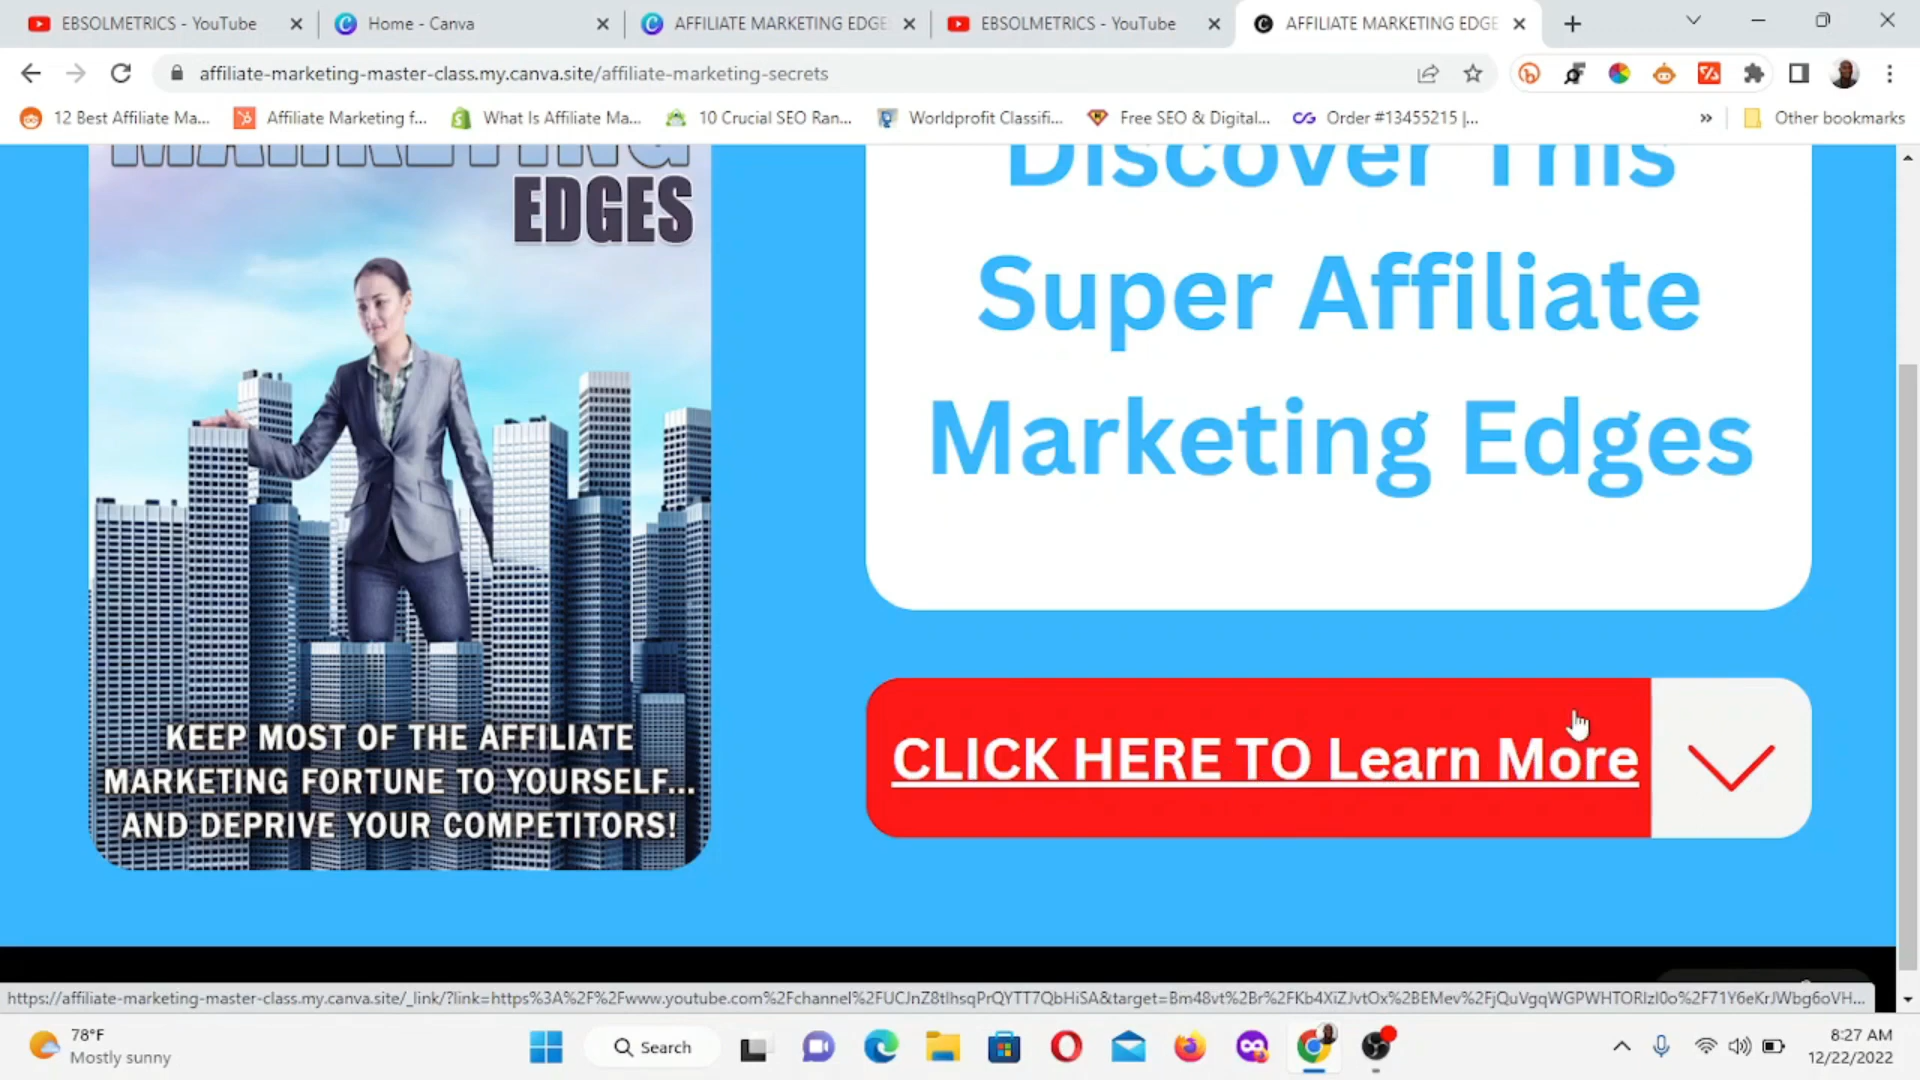 EBSOLMETRICS - YouTube
Home - Canva
AFFILIATE MARKETING EDGE
EBSOLMETRICS - YouTube
AFFILIATE MARKETING EDGE
affiliate-marketing-master-class.my.canva.site/affiliate-marketing-secrets
12 Best Affiliate Ma...
Affiliate Marketing f...
What Is Affiliate Ma...
10 Crucial SEO Ran...
Worldprofit Classifi...
Free SEO & Digital...
Order #13455215 |...
»
Other bookmarks
MARKETING
EDGES
KEEP MOST OF THE AFFILIATE
MARKETING FORTUNE TO YOURSELF...
AND DEPRIVE YOUR COMPETITORS!
Discover This
Super Affiliate
Marketing Edges
CLICK HERE TO Learn More
https://affiliate-marketing-master-class.my.canva.site/_link/?link=https%3A%2F%2Fwww.youtube.com%2Fchannel%2FUCJnZ8tlhsqPrQYTT7QbHiSA&target=Bm48vt%2Br%2FKb4XiZJvtOx%2BEMev%2FjQuVgqWGPWHTORIzI0o%2F71Y6eKrJWbg6oVH...
78°F
Mostly sunny
Search
8:27 AM
12/22/2022